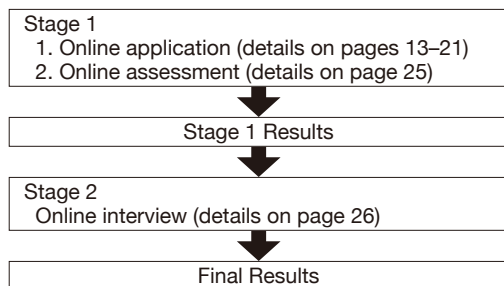 Stage 1
1. Online application (details on pages 13–21)
2. Online assessment (details on page 25)
Stage 1 Results
Stage 2
Online interview (details on page 26)
Final Results